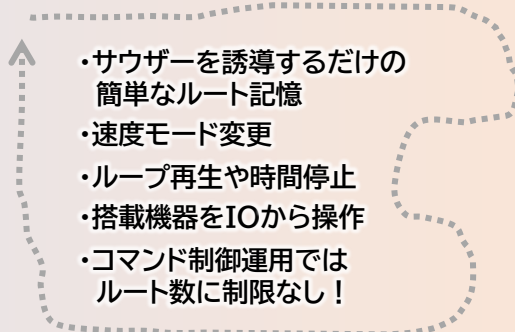 ・サウザーを誘導するだけの
簡単なルート記憶
・速度モード変更
・ループ再生や時間停止
・搭載機器をIOから操作
・コマンド制御運用では
ルート数に制限なし！